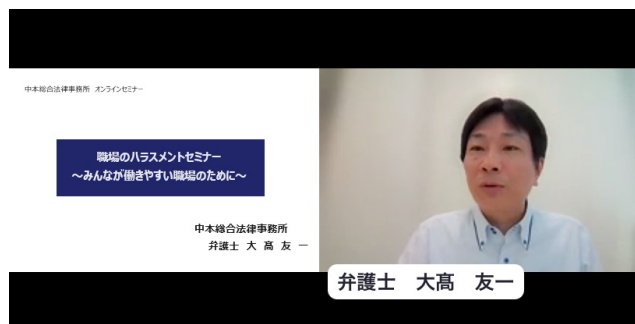 中本総合法律事務所 オンラインセミナー
職場のハラスメントセミナー
～みんなが働きやすい職場のために～
中本総合法律事務所
弁護士 大 髙 友 一
弁護士　大髙　友一